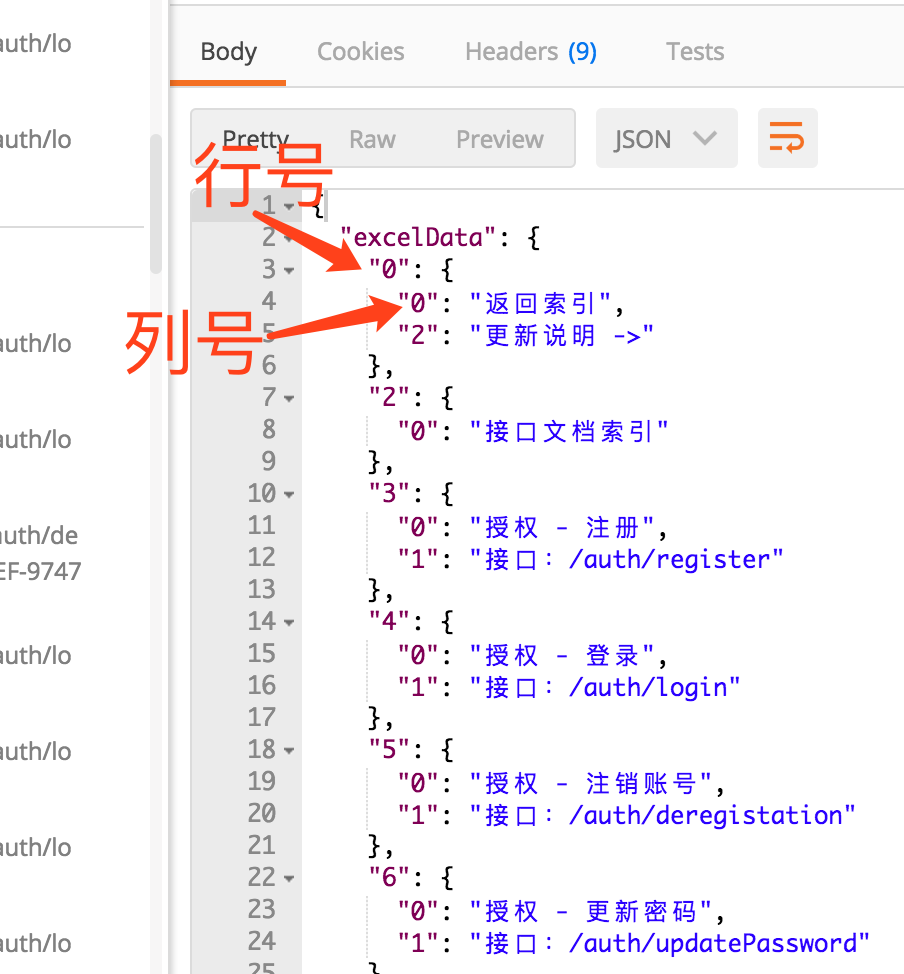 auth/lo
auth/lo
auth/lo
auth/lo
auth/de
EF-9747
auth/lo
auth/lo
auth/lo
auth/lo
Body Cookies Headers (9) Tests
Pretty Raw Preview JSON
行号
列号
1 {
2 "excelData": {
3 "0": {
4 "0": "返回索引",
5 "2": "更新说明 ->"
6 },
7 "2": {
8 "0": "接口文档索引"
9 },
10 "3": {
11 "0": "授权 - 注册",
12 "1": "接口: /auth/register"
13 },
14 "4": {
15 "0": "授权 - 登录",
16 "1": "接口: /auth/login"
17 },
18 "5": {
19 "0": "授权 - 注销账号",
20 "1": "接口: /auth/deregistation"
21 },
22 "6": {
23 "0": "授权 - 更新密码",
24 "1": "接口: /auth/updatePassword"
25 }